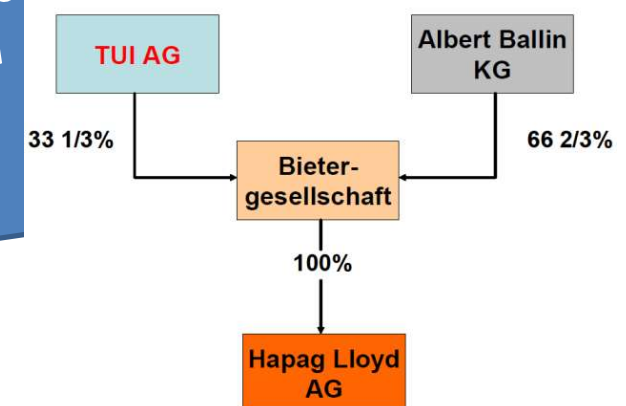 TUI AG
Albert Ballin
KG
33 1/3%
66 2/3%
Bieter-
gesellschaft
100%
Hapag Lloyd
AG